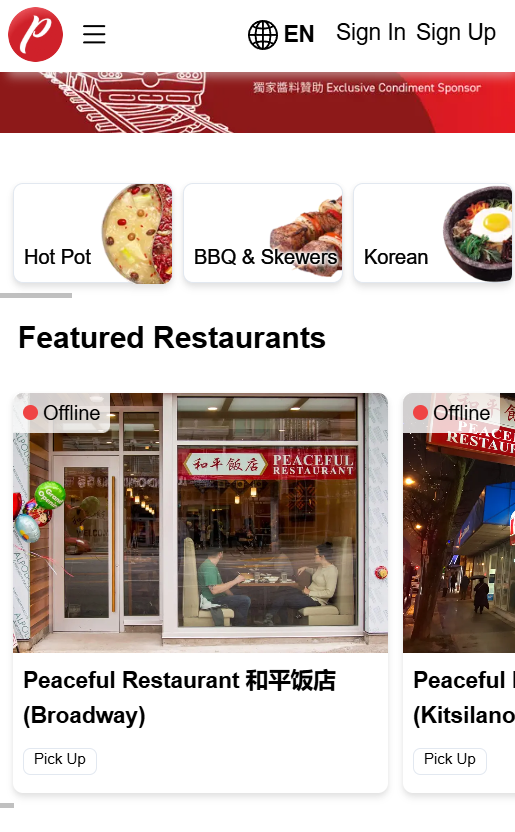 EN
Sign In Sign Up
獨家醬料贊助 Exclusive Condiment Sponsor
Hot Pot
BBQ & Skewers
Korean
Featured Restaurants
Offline
和平飯店 PEACEFUL
RESTAURANT
Peaceful Restaurant 和平饭店
(Broadway)
Pick Up
Offline
Peaceful
(Kitsilano
Pick Up